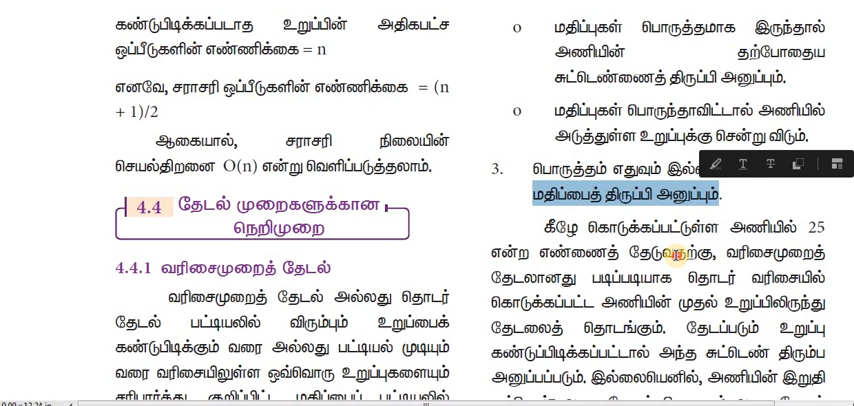 கண்டுபிடிக்கப்படாத உறுப்பின் அதிகபட்ச
ஒப்பீடுகளின் எண்ணிக்கை = n
எனவே, சராசரி ஒப்பீடுகளின் எண்ணிக்கை = (n
+ 1)/2
ஆகையால், சராசரி நிலையின்
செயல்திறனை O(n) என்று வெளிப்படுத்தலாம்.
4.4 தேடல் முறைகளுக்கான
நெறிமுறை
4.4.1 வரிசைமுறைத் தேடல்
வரிசைமுறைத் தேடல் அல்லது தொடர்
தேடல் பட்டியலில் விரும்பும் உறுப்பைக்
கண்டுபிடிக்கும் வரை அல்லது பட்டியல் முடியும்
வரை வரிசையிலுள்ள ஒவ்வொரு உறுப்புகளையும்
சரிபார்த்து குறிப்பிட்ட மதிப்பைப் பட்டியலில்
o மதிப்புகள் பொருத்தமாக இருந்தால்
அணியின் தற்போதைய
சுட்டெண்ணைத் திருப்பி அனுப்பும்.
o மதிப்புகள் பொருந்தாவிட்டால் அணியில்
அடுத்துள்ள உறுப்புக்கு சென்று விடும்.
3. பொருத்தம் எதுவும்
மதிப்பைத் திருப்பி அனுப்பும்.
கீழே கொடுக்கப்பட்டுள்ள அணியில் 25
என்ற எண்ணைத் தேடுவதற்கு, வரிசைமுறைத்
தேடலானது படிப்படியாக தொடர் வரிசையில்
கொடுக்கப்பட்ட அணியின் முதல் உறுப்பிலிருந்து
தேடலைத் தொடங்கும். தேடப்படும் உறுப்பு
கண்டுப்பிடிக்கப்பட்டால் அந்த சுட்டெண் திரும்ப
அனுப்பப்படும். இல்லையெனில், அணியின் இறுதி